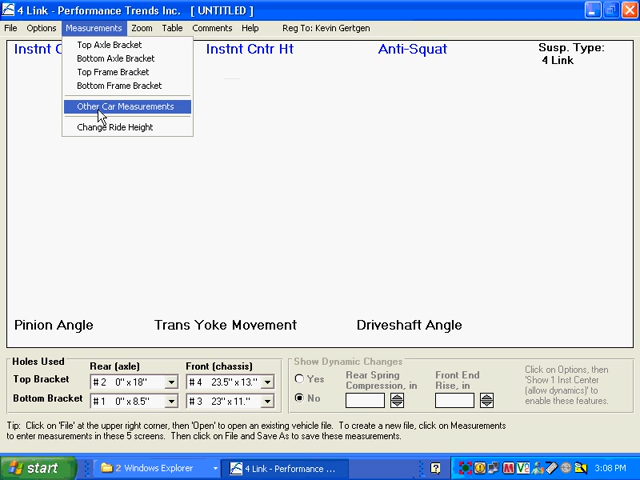 4 Link - Performance Trends Inc.   [ UNTITLED ]
File Options Measurements Zoom Table Comments Help Reg To: Kevin Gertgen
Instnt C Instnt Cntr Ht Anti-Squat Susp. Type:
4 Link
Top Axle Bracket
Bottom Axle Bracket
Top Frame Bracket
Bottom Frame Bracket
Other Car Measurements
Change Ride Height
Pinion Angle Trans Yoke Movement Driveshaft Angle
Holes Used
Rear (axle) Front (chassis)
Top Bracket # 2 0" x 18" # 4 23.5" x 13."
Bottom Bracket # 1 0" x 8.5" # 3 23" x 11."
Show Dynamic Changes
Yes
No
Rear Spring Compression, in
Front End Rise, in
Click on Options, then
'Show 1 Inst Center
(allow dynamics)' to
enable these features.
Tip: Click on 'File' at the upper right corner, then 'Open' to open an existing vehicle file. To create a new file, click on Measurements
to enter measurements in these 5 screens. Then click on File and Save As to save these measurements.
start 2 Windows Explorer 4 Link - Performance ... 3:08 PM